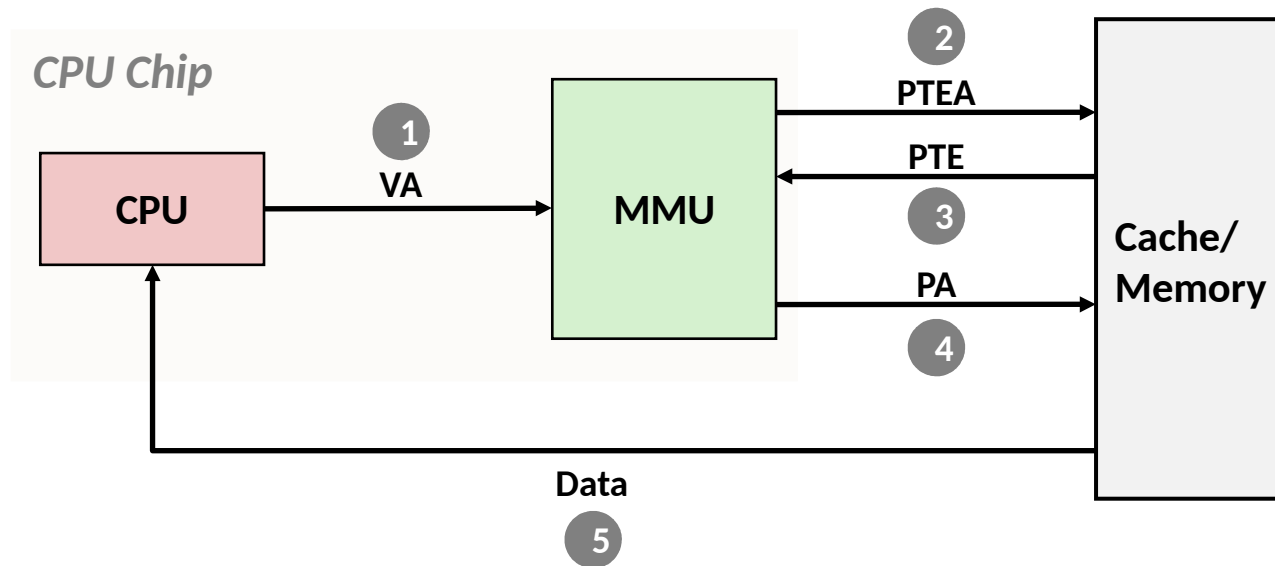 CPU Chip
2
PTEA
1
VA
PTE
CPU
MMU
3
Cache/
Memory
PA
4
Data
5